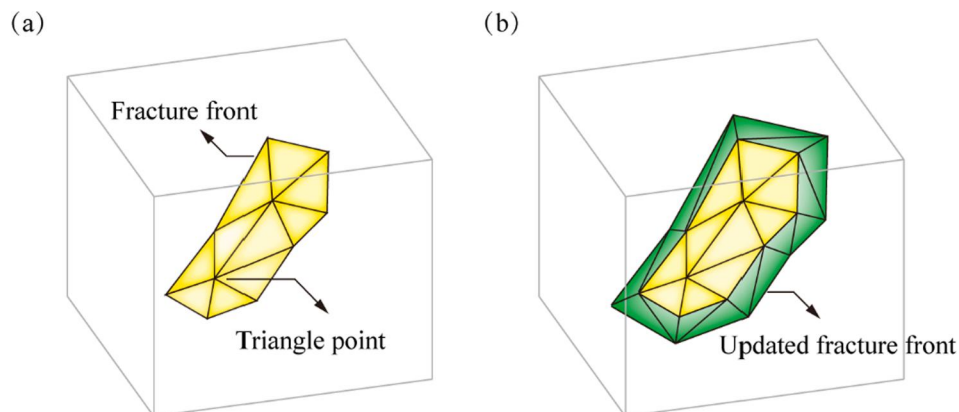 (a)
(b)
Fracture front
Triangle point
Updated fracture front